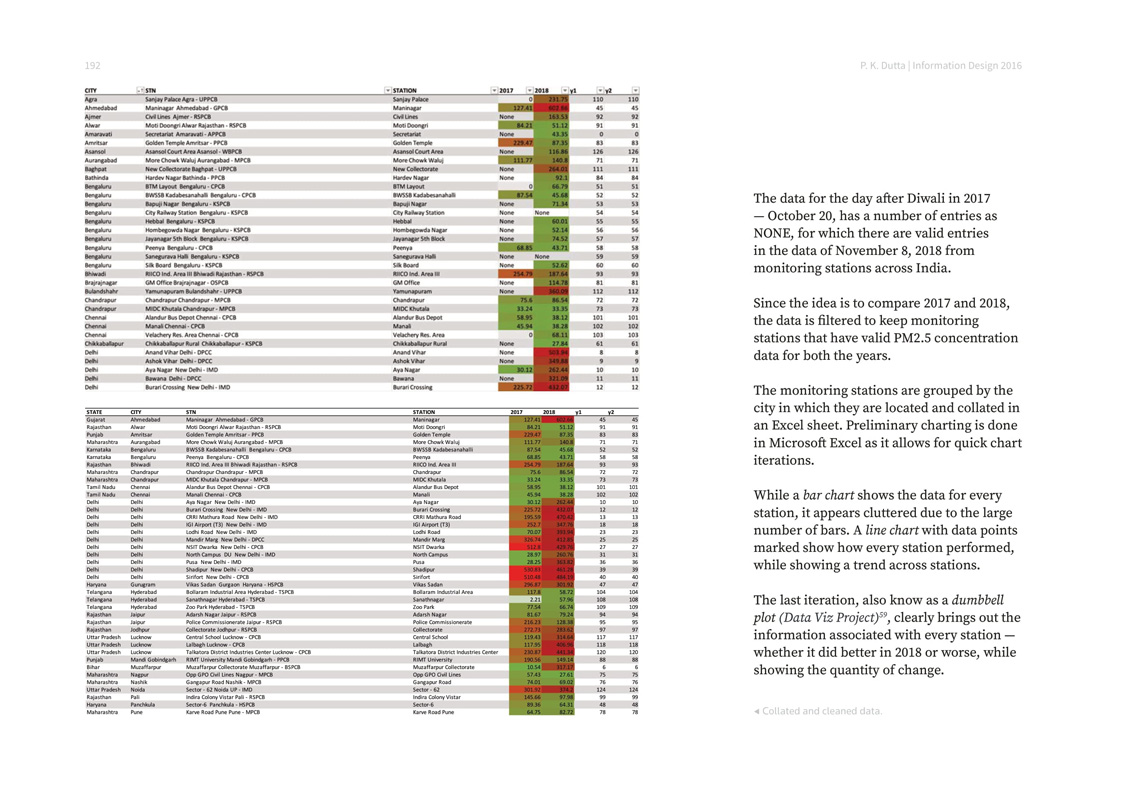 192
P. K. Dutta | Information Design 2016
CITY STN STATION 2017 2018 y1 y2
Agra Sanjay Palace Agra - UPPCB Sanjay Palace 0 231.75 110 110
Ahmedabad Maninagar Ahmedabad - GPCB Maninagar 127.41 45 45
Ajmer Civil Lines Ajmer - RSPCB Civil Lines None 163.53 92 92
Alwar Moti Doongri Alwar Rajasthan - RSPCB Moti Doongri 84.21 51.12 91 91
Amaravati Secretariat Amaravati - APPCB Secretariat None 43.35 0 0
Amritsar Golden Temple Amritsar - PPCB Golden Temple 229.47 87.35 83 83
Asansol Asansol Court Area Asansol - WBPCB Asansol Court Area None 116.86 126 126
Aurangabad More Chowk Waluj Aurangabad - MPCB More Chowk Waluj 111.77 140.8 71 71
Baghpat New Collectorate Baghpat - UPPCB New Collectorate None 264.01 111 111
Bathinda Hardev Nagar Bathinda - PPCB Hardev Nagar None 92.1 84 84
Bengaluru BTM Layout Bengaluru - CPCB BTM Layout 0 66.79 51 51
Bengaluru BWSSB Kadabesanahalli Bengaluru - CPCB BWSSB Kadabesanahalli 87.54 45.68 52 52
Bengaluru Bapuji Nagar Bengaluru - KSPCB Bapuji Nagar None 71.34 53 53
Bengaluru City Railway Station Bengaluru - KSPCB City Railway Station None None 54 54
Bengaluru Hebbal Bengaluru - KSPCB Hebbal None 60.01 55 55
Bengaluru Hombegowda Nagar Bengaluru - KSPCB Hombegowda Nagar None 52.14 56 56
Bengaluru Jayanagar 5th Block Bengaluru - KSPCB Jayanagar 5th Block None 74.52 57 57
Bengaluru Peenya Bengaluru - CPCB Peenya 68.85 43.71 58 58
Bengaluru Sanegurava Halli Bengaluru - KSPCB Sanegurava Halli None None 59 59
Bengaluru Silk Board Bengaluru - KSPCB Silk Board None 52.62 60 60
Bhiwadi RIICO Ind. Area III Bhiwadi Rajasthan - RSPCB RIICO Ind. Area III 254.79 187.64 93 93
Brajrajnagar GM Office Brajrajnagar - OSPCB GM Office None 114.78 81 81
Bulandshahr Yamunapuram Bulandshahr - UPPCB Yamunapuram None 112 112
Chandrapur Chandrapur Chandrapur - MPCB Chandrapur 75.6 86.54 72 72
Chandrapur MIDC Khutala Chandrapur - MPCB MIDC Khutala 33.24 33.35 73 73
Chennai Alandur Bus Depot Chennai - CPCB Alandur Bus Depot 58.95 38.12 101 101
Chennai Manali Chennai - CPCB Manali 45.94 38.28 102 102
Chennai Velachery Res. Area Chennai - CPCB Velachery Res. Area 0 68.11 103 103
Chikkaballapur Chikkaballapur Rural Chikkaballapur - KSPCB Chikkaballapur Rural None 27.84 61 61
Delhi Anand Vihar Delhi - DPCC Anand Vihar None 8 8
Delhi Ashok Vihar Delhi - DPCC Ashok Vihar None 9 9
Delhi Aya Nagar New Delhi - IMD Aya Nagar 30.12 262.44 10 10
Delhi Bawana Delhi - DPCC Bawana None 11 11
Delhi Burari Crossing New Delhi - IMD Burari Crossing 225.72 12 12
STATE CITY STN STATION 2017 2018 y1 y2
Gujarat Ahmedabad Maninagar Ahmedabad - GPCB Maninagar 127.41 45 45
Rajasthan Alwar Moti Doongri Alwar Rajasthan - RSPCB Moti Doongri 84.21 51.12 91 91
Punjab Amritsar Golden Temple Amritsar - PPCB Golden Temple 229.47 87.35 83 83
Maharashtra Aurangabad More Chowk Waluj Aurangabad - MPCB More Chowk Waluj 111.77 140.8 71 71
Karnataka Bengaluru BWSSB Kadabesanahalli Bengaluru - CPCB BWSSB Kadabesanahalli 87.54 45.68 52 52
Karnataka Bengaluru Peenya Bengaluru - CPCB Peenya 68.85 43.71 58 58
Rajasthan Bhiwadi RIICO Ind. Area III Bhiwadi Rajasthan - RSPCB RIICO Ind. Area III 254.79 187.64 93 93
Maharashtra Chandrapur Chandrapur Chandrapur - MPCB Chandrapur 75.6 86.54 72 72
Maharashtra Chandrapur MIDC Khutala Chandrapur - MPCB MIDC Khutala 33.24 33.35 73 73
Tamil Nadu Chennai Alandur Bus Depot Chennai - CPCB Alandur Bus Depot 58.95 38.12 101 101
Tamil Nadu Chennai Manali Chennai - CPCB Manali 45.94 38.28 102 102
Delhi Delhi Aya Nagar New Delhi - IMD Aya Nagar 30.12 262.44 10 10
Delhi Delhi Burari Crossing New Delhi - IMD Burari Crossing 225.72 12 12
Delhi Delhi CRRI Mathura Road New Delhi - IMD CRRI Mathura Road 195.59 13 13
Delhi Delhi IGI Airport (T3) New Delhi - IMD IGI Airport (T3) 252.7 347.76 18 18
Delhi Delhi Lodhi Road New Delhi - IMD Lodhi Road 70.07 23 23
Delhi Delhi Mandir Marg New Delhi - DPCC Mandir Marg 25 25
Delhi Delhi NSIT Dwarka New Delhi - CPCB NSIT Dwarka 27 27
Delhi Delhi North Campus DU New Delhi - IMD North Campus 28.97 260.76 31 31
Delhi Delhi Pusa New Delhi - IMD Pusa 28.25 36 36
Delhi Delhi Shadipur New Delhi - CPCB Shadipur 39 39
Delhi Delhi Sirifort New Delhi - CPCB Sirifort 40 40
Haryana Gurugram Vikas Sadan Gurgaon Haryana - HSPCB Vikas Sadan 296.87 301.92 47 47
Telangana Hyderabad Bollaram Industrial Area Hyderabad - TSPCB Bollaram Industrial Area 117.8 58.72 104 104
Telangana Hyderabad Sanathnagar Hyderabad - TSPCB Sanathnagar 2.21 57.96 108 108
Telangana Hyderabad Zoo Park Hyderabad - TSPCB Zoo Park 77.54 66.74 109 109
Rajasthan Jaipur Adarsh Nagar Jaipur - RSPCB Adarsh Nagar 81.67 79.24 94 94
Rajasthan Jaipur Police Commissionerate Jaipur - RSPCB Police Commissionerate 216.23 128.38 95 95
Rajasthan Jodhpur Collectorate Jodhpur - RSPCB Collectorate 272.73 283.62 97 97
Uttar Pradesh Lucknow Central School Lucknow - CPCB Central School 119.43 117 117
Uttar Pradesh Lucknow Lalbagh Lucknow - CPCB Lalbagh 117.95 118 118
Uttar Pradesh Lucknow Talkatora District Industries Center Lucknow - CPCB Talkatora District Industries Center 230.87 120 120
Punjab Mandi Gobindgarh RIMT University Mandi Gobindgarh - PPCB RIMT University 190.56 149.14 88 88
Bihar Muzaffarpur Muzaffarpur Collectorate Muzaffarpur - BSPCB Muzaffarpur Collectorate 10.54 6 6
Maharashtra Nagpur Opp GPO Civil Lines Nagpur - MPCB Opp GPO Civil Lines 57.43 27.61 75 75
Maharashtra Nashik Gangapur Road Nashik - MPCB Gangapur Road 74.01 69.02 76 76
Uttar Pradesh Noida Sector - 62 Noida UP - IMD Sector - 62 301.92 124 124
Rajasthan Pali Indira Colony Vistar Pali - RSPCB Indira Colony Vistar 145.66 97.98 99 99
Haryana Panchkula Sector-6 Panchkula - HSPCB Sector-6 89.36 64.31 48 48
Maharashtra Pune Karve Road Pune Pune - MPCB Karve Road Pune 64.75 82.72 78 78
The data for the day after Diwali in 2017
— October 20, has a number of entries as
NONE, for which there are valid entries
in the data of November 8, 2018 from
monitoring stations across India.
Since the idea is to compare 2017 and 2018,
the data is filtered to keep monitoring
stations that have valid PM2.5 concentration
data for both the years.
The monitoring stations are grouped by the
city in which they are located and collated in
an Excel sheet. Preliminary charting is done
in Microsoft Excel as it allows for quick chart
iterations.
While a bar chart shows the data for every
station, it appears cluttered due to the large
number of bars. A line chart with data points
marked show how every station performed,
while showing a trend across stations.
The last iteration, also know as a dumbbell
plot (Data Viz Project)59, clearly brings out the
information associated with every station —
whether it did better in 2018 or worse, while
showing the quantity of change.
◂ Collated and cleaned data.